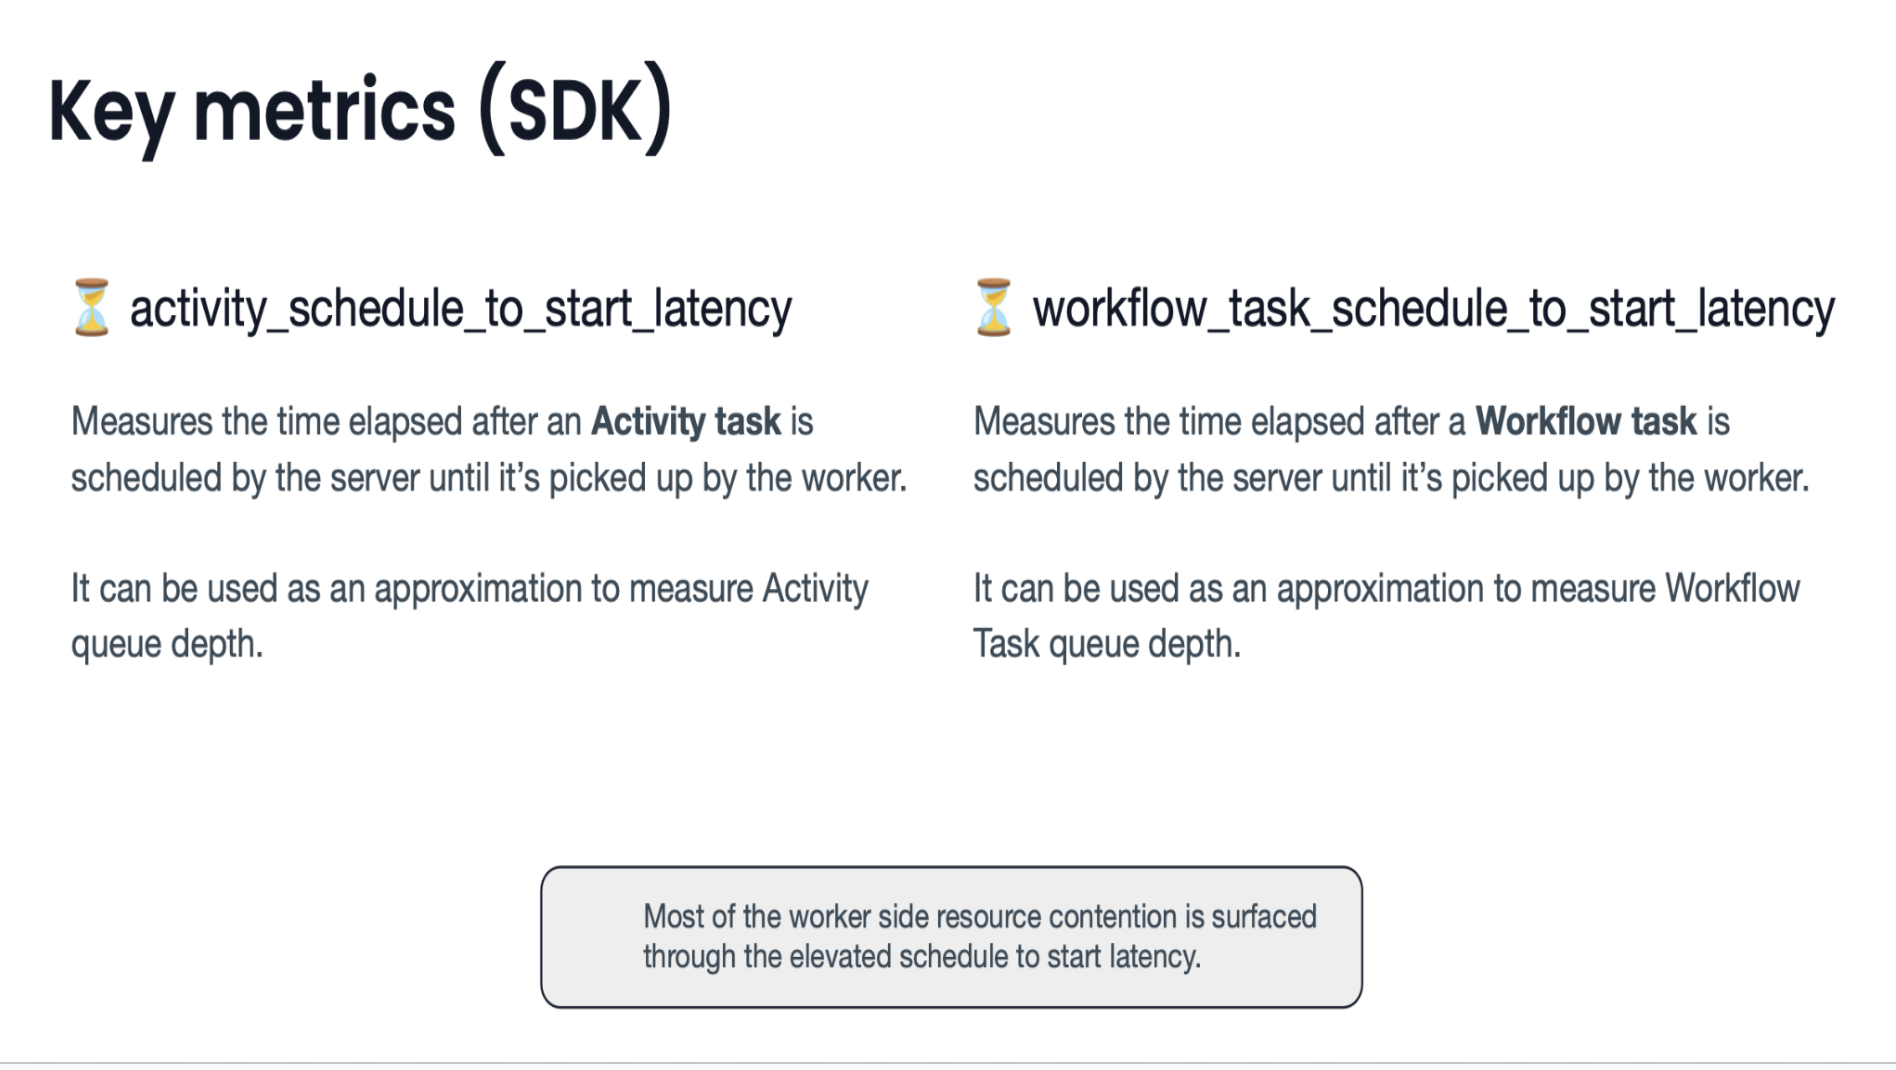 Key metrics (SDK)
⏳ activity_schedule_to_start_latency
Measures the time elapsed after an Activity task is
scheduled by the server until it’s picked up by the worker.
It can be used as an approximation to measure Activity
queue depth.
⏳ workflow_task_schedule_to_start_latency
Measures the time elapsed after a Workflow task is
scheduled by the server until it’s picked up by the worker.
It can be used as an approximation to measure Workflow
Task queue depth.
Most of the worker side resource contention is surfaced
through the elevated schedule to start latency.